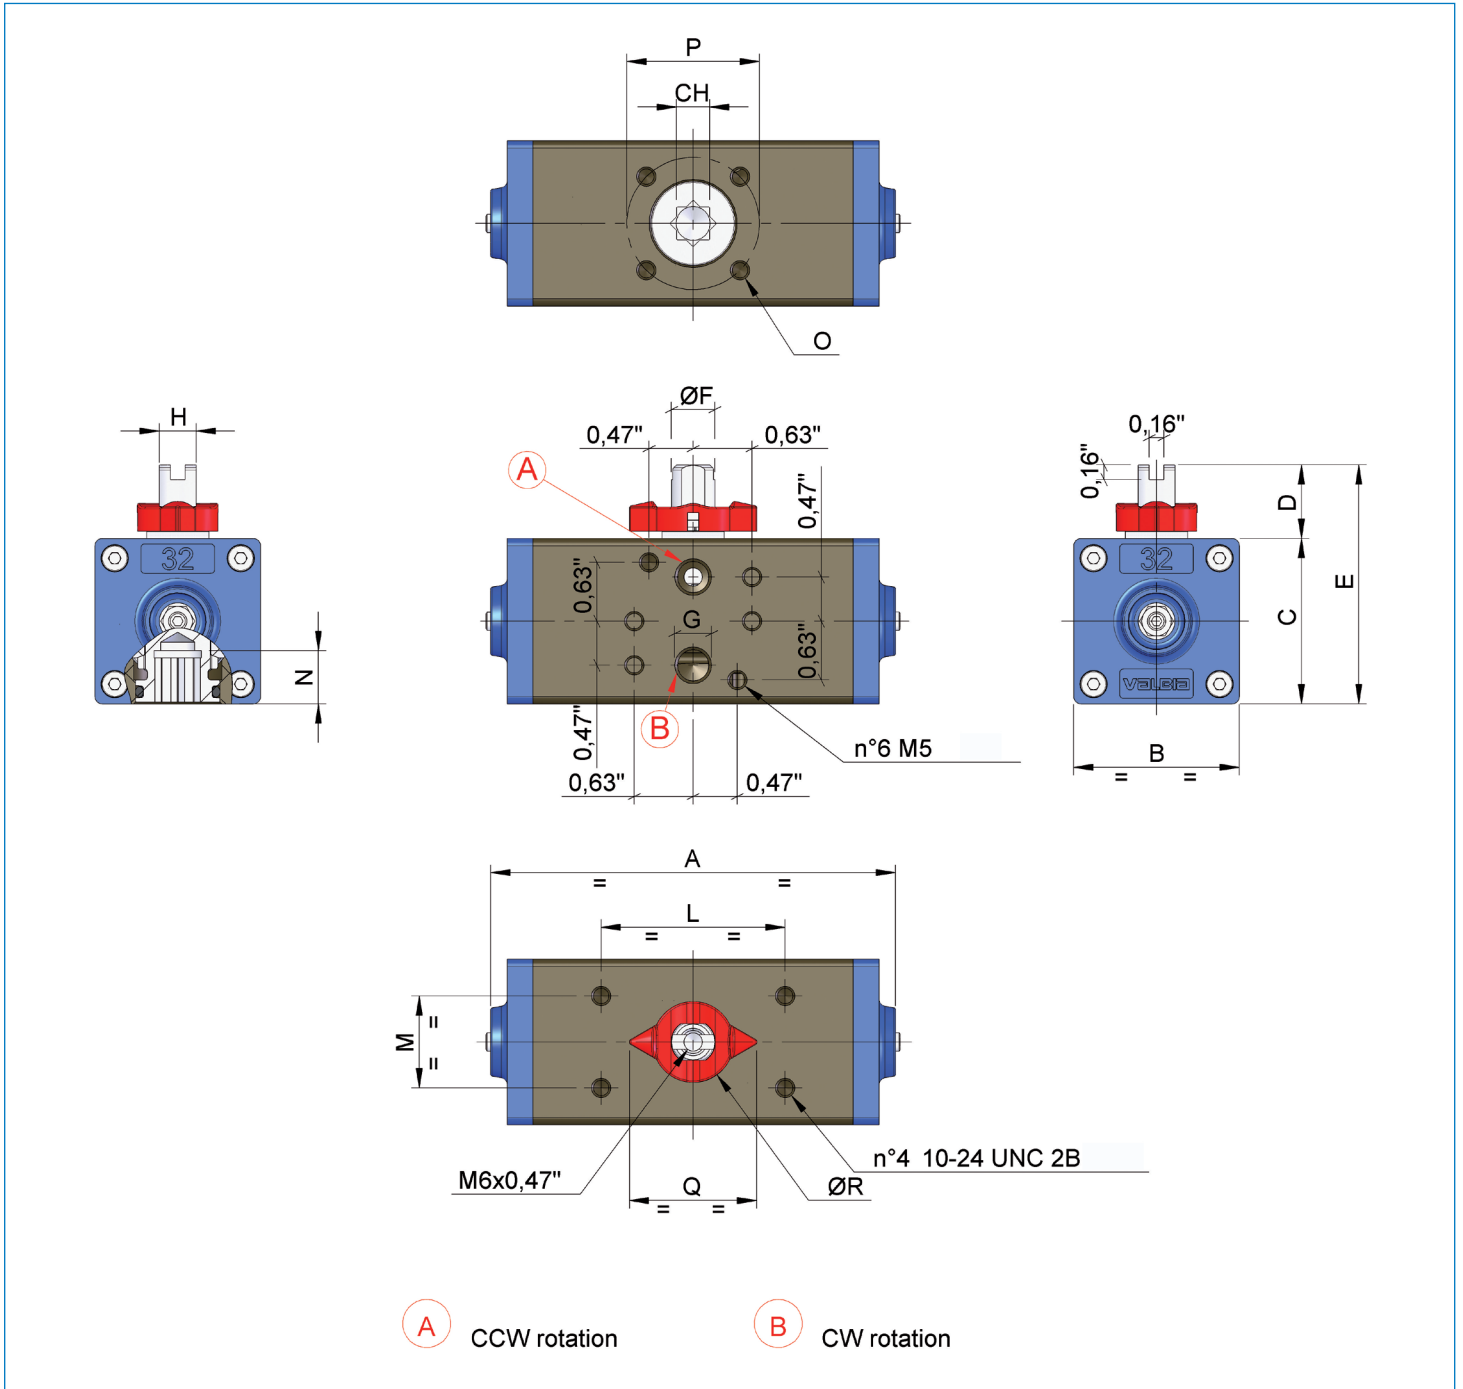 P
CH
O
H
ØF
0,47"
0,63"
A
0,47"
0,63"
G
0,63"
0,47"
B
n°6 M5
0,63"
0,47"
32
N
0,16"
0,16"
D
32
C
E
VALBIA
B
= =
A
= =
L
= =
M
=
=
M6x0,47"
Q
= =
ØR
n°4 10-24 UNC 2B
A CCW rotation
B CW rotation